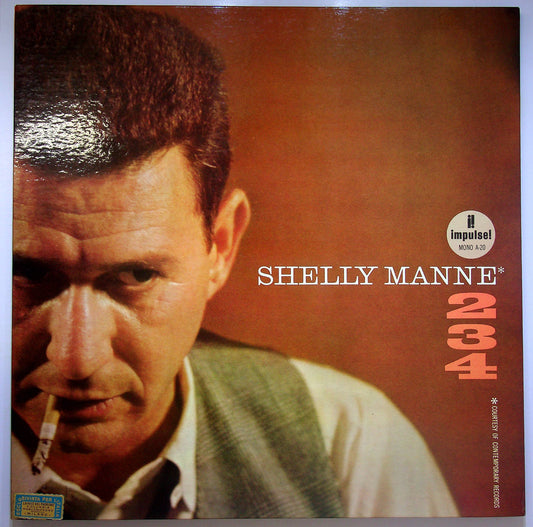 i!
impulse!
MONO A-20
SHELLY MANNE*
2
3
4
* COURTESY OF CONTEMPORARY RECORDS